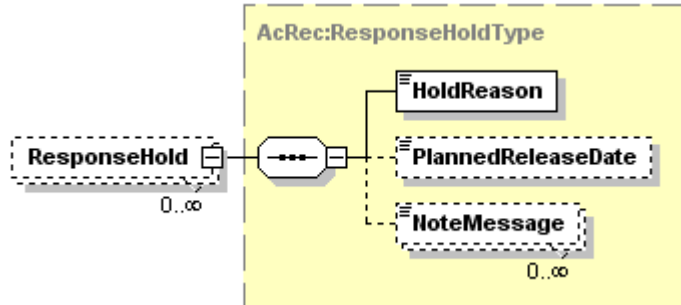 AcRec:ResponseHoldType
HoldReason
ResponseHold
0..∞
PlannedReleaseDate
NoteMessage
0..∞